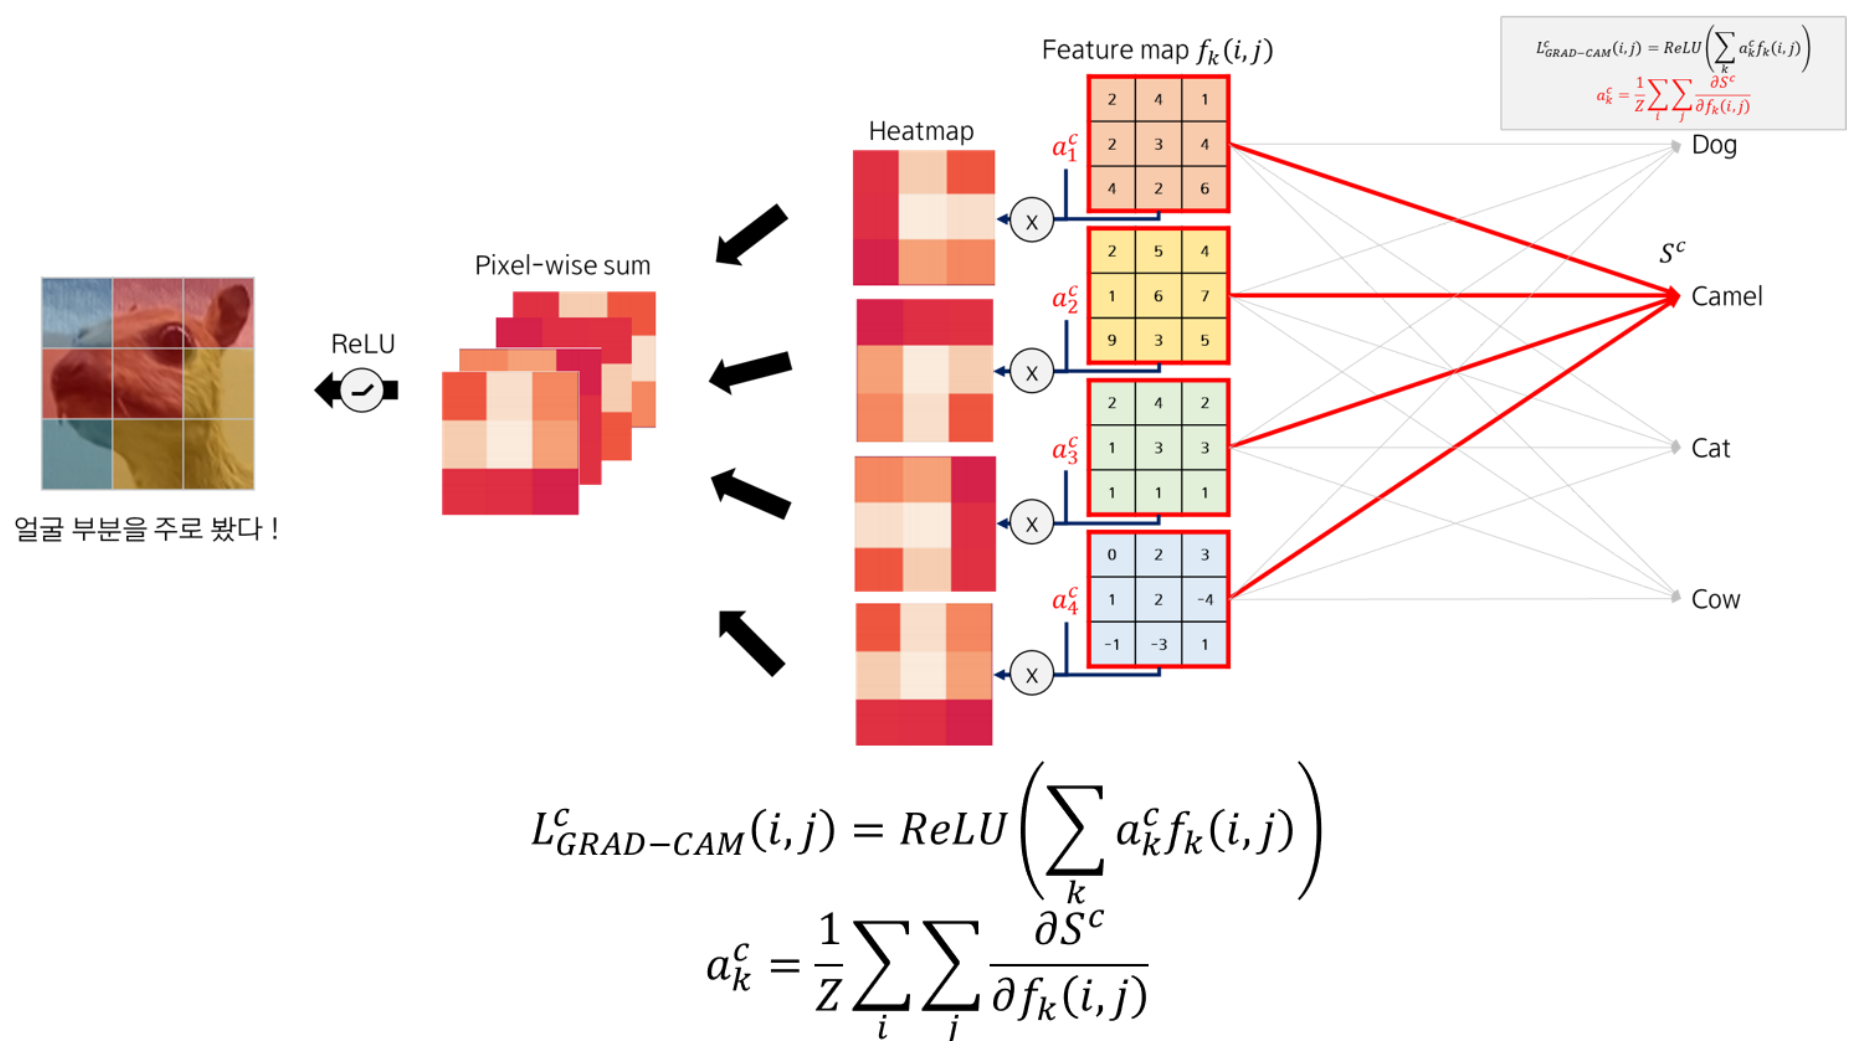 Feature map f_k(i,j)
L^c_{GRAD-CAM}(i,j) = ReLU(∑_k a^c_k f_k(i,j))
a^c_k = 1/Z ∑_i ∑_j ∂S^c/∂f_k(i,j)
Heatmap
a^c_1
2 4 1
2 3 4
4 2 6
X
Dog
Pixel-wise sum
a^c_2
2 5 4
1 6 7
9 3 5
X
S^c
Camel
ReLU
a^c_3
2 4 2
1 3 3
1 1 1
X
Cat
얼굴 부분을 주로 봤다 !
a^c_4
0 2 3
1 2 -4
-1 -3 1
X
Cow
L^c_{GRAD-CAM}(i,j) = ReLU(∑_k a^c_k f_k(i,j))
a^c_k = 1/Z ∑_i ∑_j ∂S^c/∂f_k(i,j)